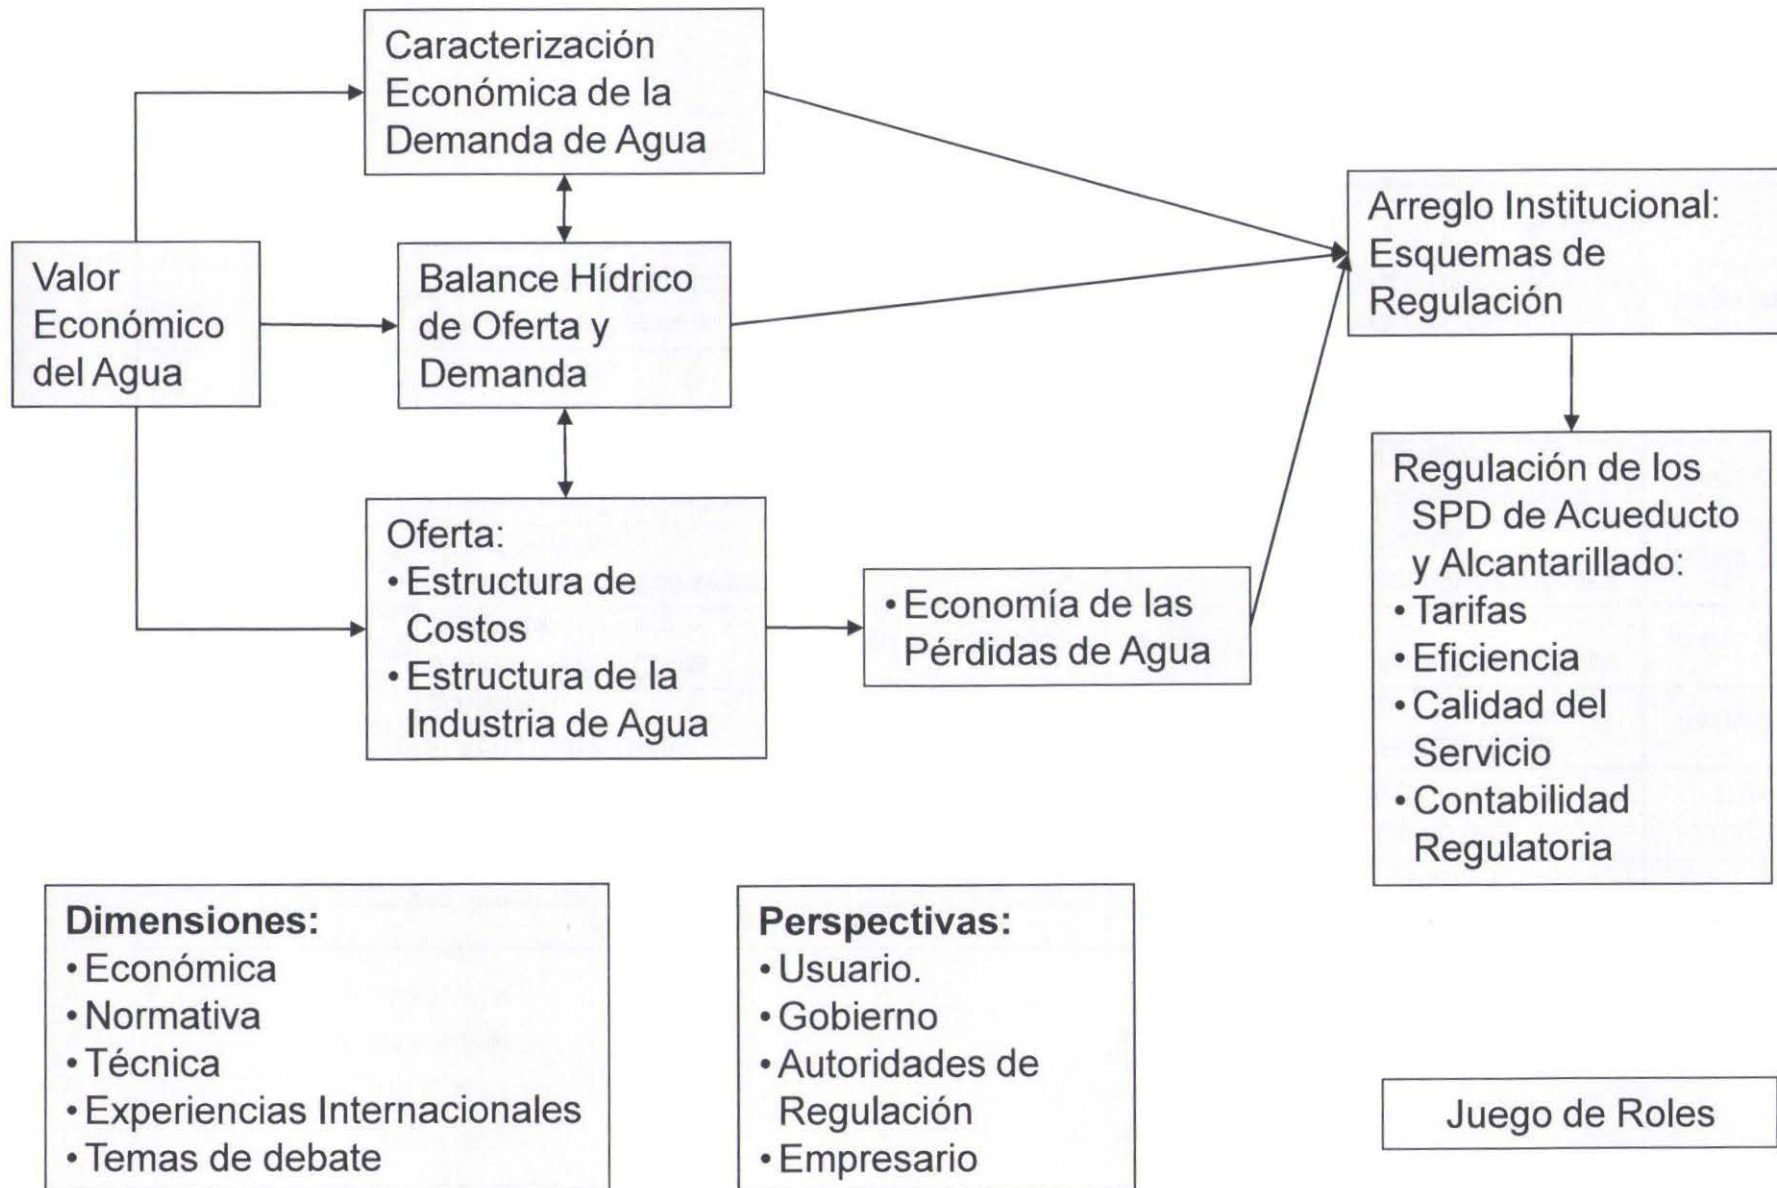 Caracterización
Económica de la
Demanda de Agua
Valor
Económico
del Agua
Balance Hídrico
de Oferta y
Demanda
Oferta:
• Estructura de
Costos
• Estructura de la
Industria de Agua
• Economía de las
Pérdidas de Agua
Arreglo Institucional:
Esquemas de
Regulación
Regulación de los
SPD de Acueducto
y Alcantarillado:
• Tarifas
• Eficiencia
• Calidad del
Servicio
• Contabilidad
Regulatoria
Dimensiones:
• Económica
• Normativa
• Técnica
• Experiencias Internacionales
• Temas de debate
Perspectivas:
• Usuario.
• Gobierno
• Autoridades de
Regulación
• Empresario
Juego de Roles